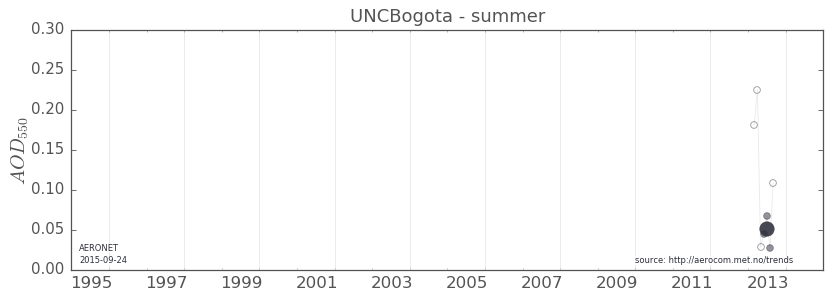 UNCBogota - summer
0.30
0.25
0.20
0.15
0.10
0.05
0.00
AOD550
AERONET
2015-09-24
source: http://aerocom.met.no/trends
1995 1997 1999 2001 2003 2005 2007 2009 2011 2013